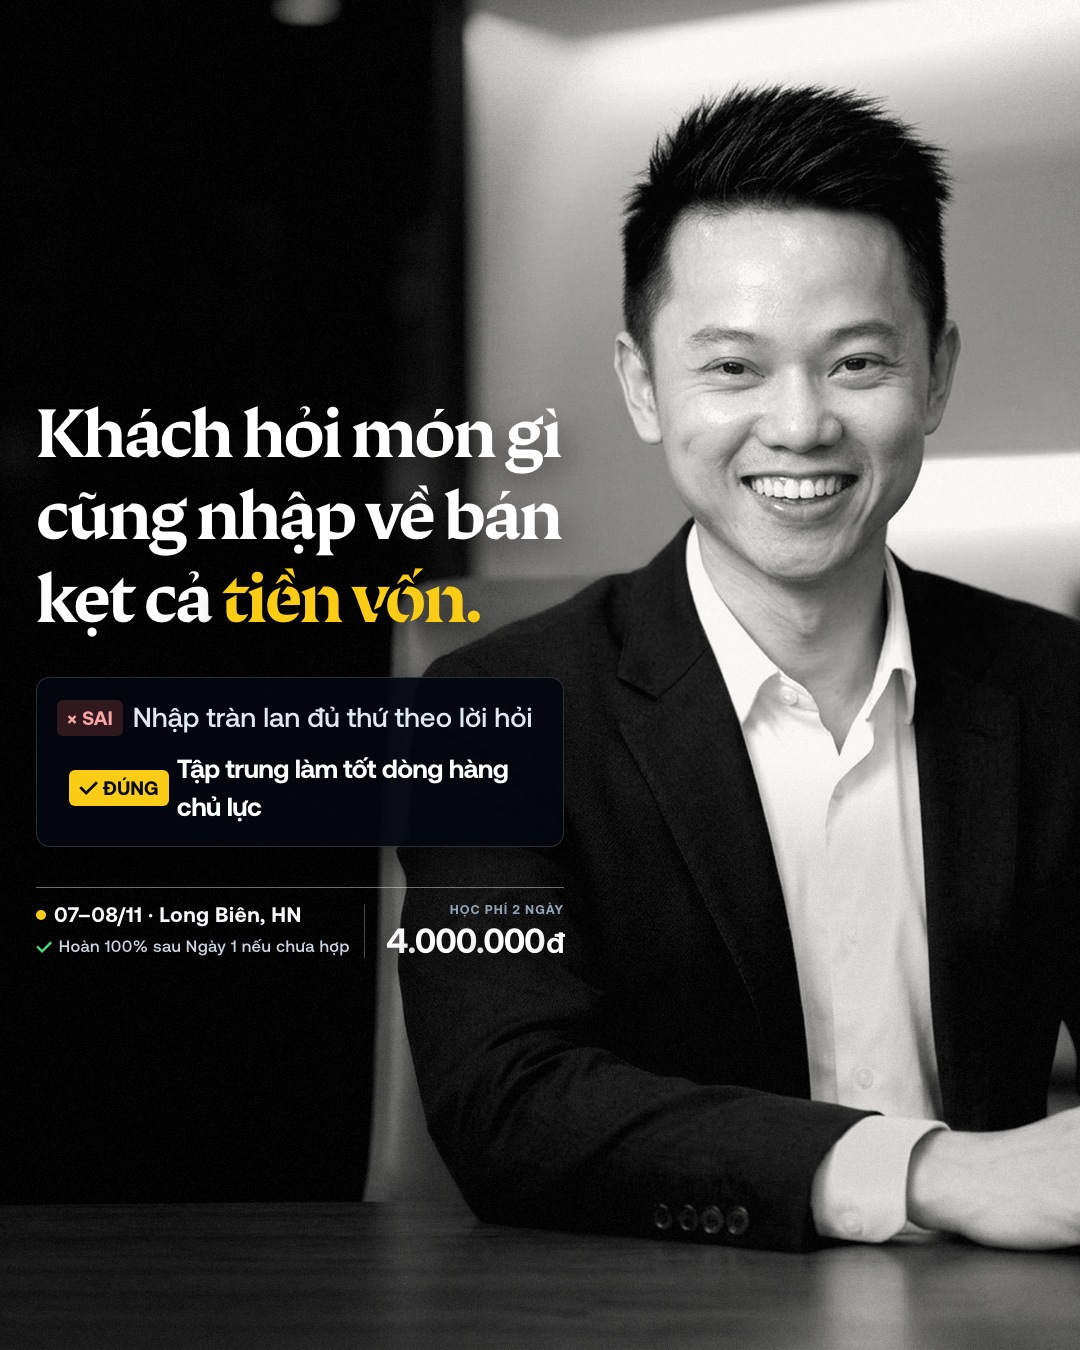 Khách hỏi món gì
cũng nhập về bán
kẹt cả tiền vốn.
× SAI Nhập tràn lan đủ thứ theo lời hỏi
✓ ĐÚNG Tập trung làm tốt dòng hàng
chủ lực
07–08/11 · Long Biên, HN
✓ Hoàn 100% sau Ngày 1 nếu chưa hợp
HỌC PHÍ 2 NGÀY
4.000.000đ